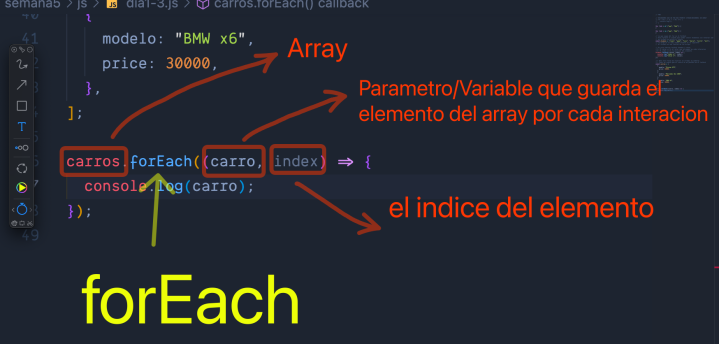 semana5 > js > JS dia1-3.js > carros.forEach() callback
40 {
41 modelo: "BMW x6",
price: 30000,
},
];
carros.forEach((carro, index) => {
console.log(carro);
});
49
Array
Parametro/Variable que guarda el
elemento del array por cada interacion
el indice del elemento
forEach